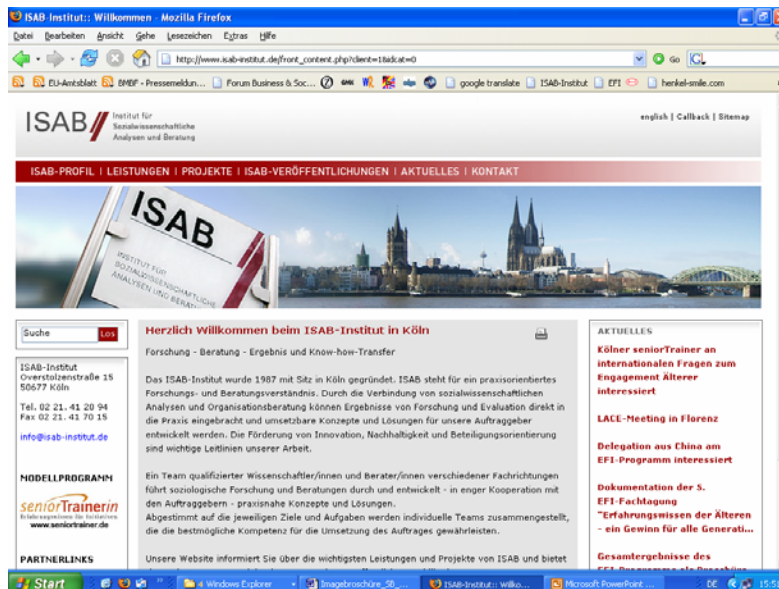 ISAB-Institut:: Willkommen - Mozilla Firefox
Datei Bearbeiten Ansicht Gehe Lesezeichen Extras Hilfe
http://www.isab-institut.de/front_content.php?client=1&idcat=0
Go
EU-Amtsblatt BMBF - Pressemeldun... Forum Business & Soc... google translate ISAB-Institut EFI henkel-smile.com
ISAB Institut für
Sozialwissenschaftliche
Analysen und Beratung
english | Callback | Sitemap
ISAB-PROFIL | LEISTUNGEN | PROJEKTE | ISAB-VERÖFFENTLICHUNGEN | AKTUELLES | KONTAKT
ISAB
INSTITUT FÜR
SOZIALWISSENSCHAFTLICHE
ANALYSEN UND BERATU
Suche Los
ISAB-Institut
Overstolzenstraße 15
50677 Köln
Tel. 02 21. 41 20 94
Fax 02 21. 41 70 15
info@isab-institut.de
MODELLPROGRAMM
seniorTrainerin
Erfahrungswissen für Initiativen
www.seniortrainer.de
PARTNERLINKS
Herzlich Willkommen beim ISAB-Institut in Köln
Forschung - Beratung - Ergebnis und Know-how-Transfer
Das ISAB-Institut wurde 1987 mit Sitz in Köln gegründet. ISAB steht für ein praxisorientiertes
Forschungs- und Beratungsverständnis. Durch die Verbindung von sozialwissenschaftlichen
Analysen und Organisationsberatung können Ergebnisse von Forschung und Evaluation direkt in
die Praxis eingebracht und umsetzbare Konzepte und Lösungen für unsere Auftraggeber
entwickelt werden. Die Förderung von Innovation, Nachhaltigkeit und Beteiligungsorientierung
sind wichtige Leitlinien unserer Arbeit.
Ein Team qualifizierter Wissenschaftler/innen und Berater/innen verschiedener Fachrichtungen
führt soziologische Forschung und Beratungen durch und entwickelt - in enger Kooperation mit
den Auftraggebern - praxisnahe Konzepte und Lösungen.
Abgestimmt auf die jeweiligen Ziele und Aufgaben werden individuelle Teams zusammengestellt,
die die bestmögliche Kompetenz für die Umsetzung des Auftrages gewährleisten.
Unsere Website informiert Sie über die wichtigsten Leistungen und Projekte von ISAB und bietet
AKTUELLES
Kölner seniorTrainer an
internationalen Fragen zum
Engagement Älterer
interessiert
LACE-Meeting in Florenz
Delegation aus China am
EFI-Programm interessiert
Dokumentation der 5.
EFI-Fachtagung
"Erfahrungswissen der Älteren
- ein Gewinn für alle Generati...
Gesamtergebnisse des
Start 4 Windows Explorer Imagebroschüre_50_... ISAB-Institut:: Willko... Microsoft PowerPoint ... DE 15:51